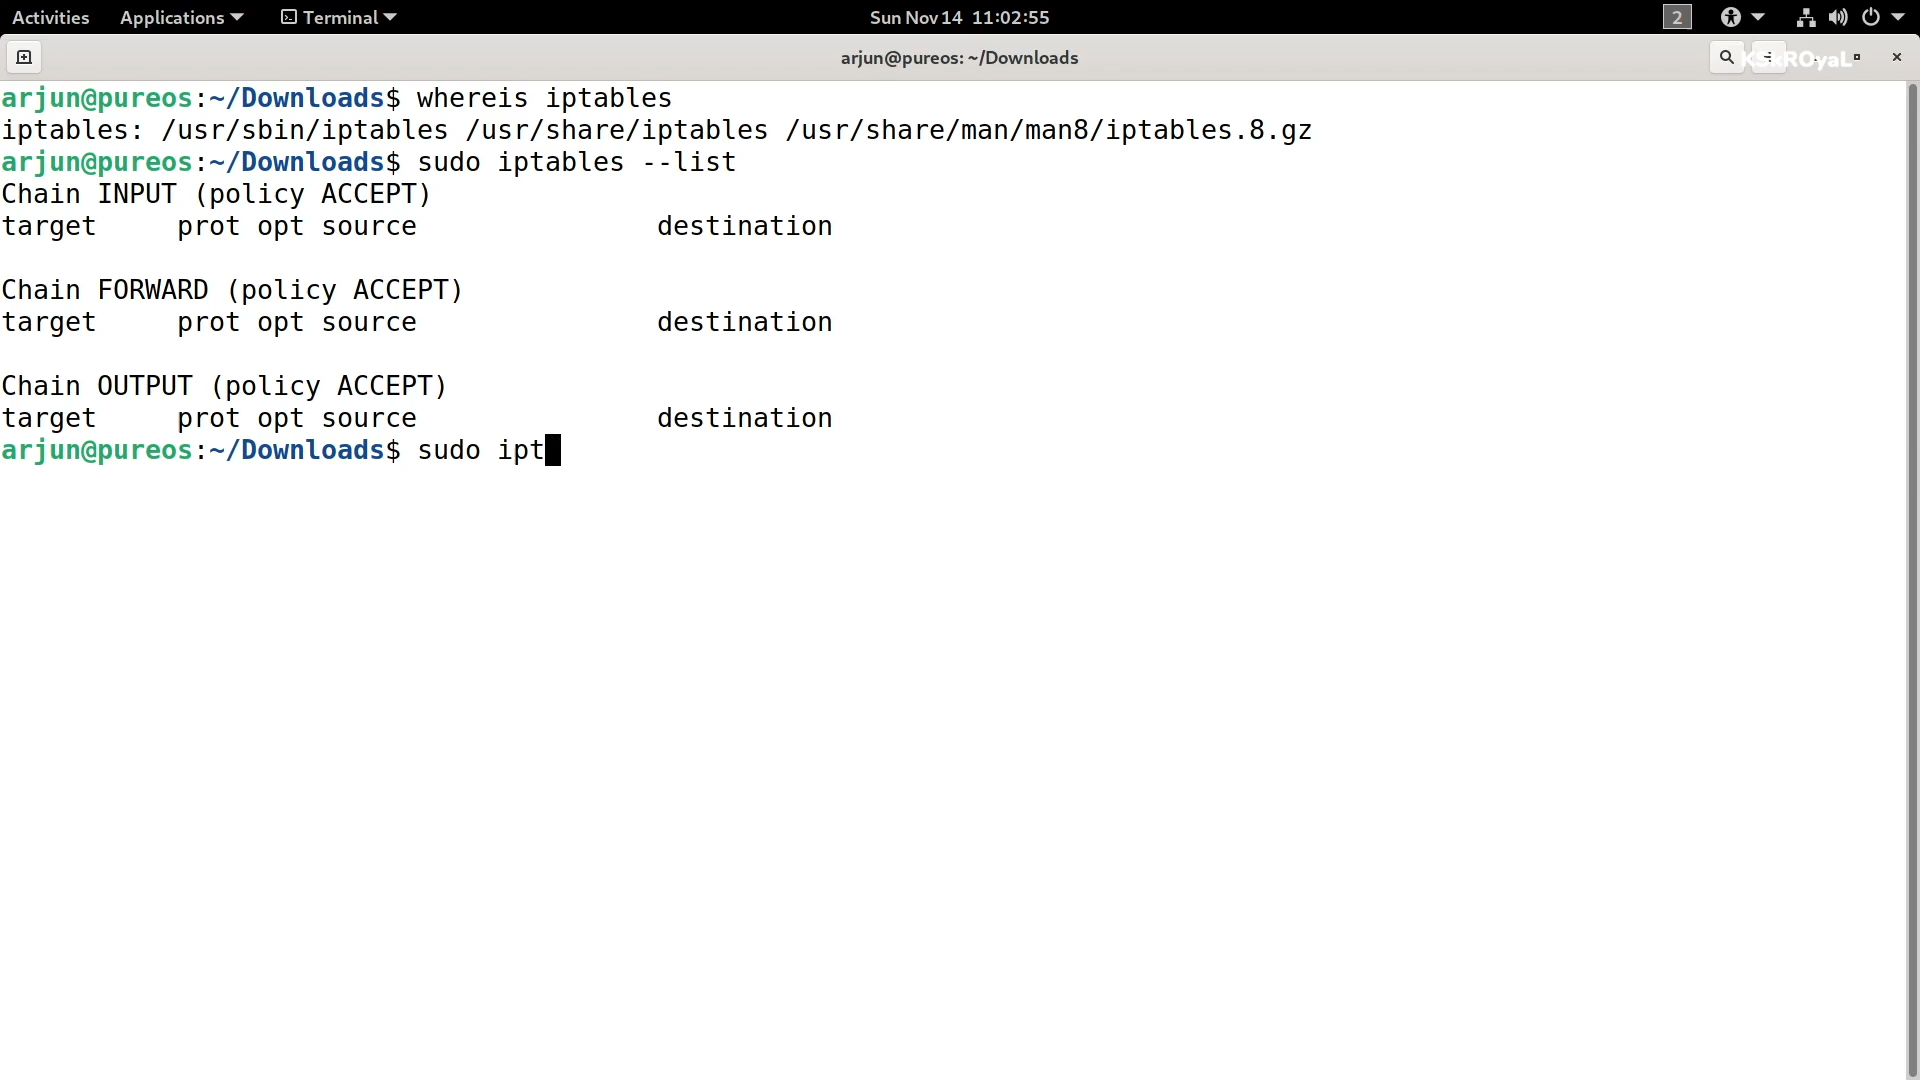 Activities Applications Terminal Sun Nov 14 11:02:55 2
arjun@pureos: ~/Downloads KSkROyaL
arjun@pureos:~/Downloads$ whereis iptables
iptables: /usr/sbin/iptables /usr/share/iptables /usr/share/man/man8/iptables.8.gz
arjun@pureos:~/Downloads$ sudo iptables --list
Chain INPUT (policy ACCEPT)
target     prot opt source               destination
Chain FORWARD (policy ACCEPT)
target     prot opt source               destination
Chain OUTPUT (policy ACCEPT)
target     prot opt source               destination
arjun@pureos:~/Downloads$ sudo ipt